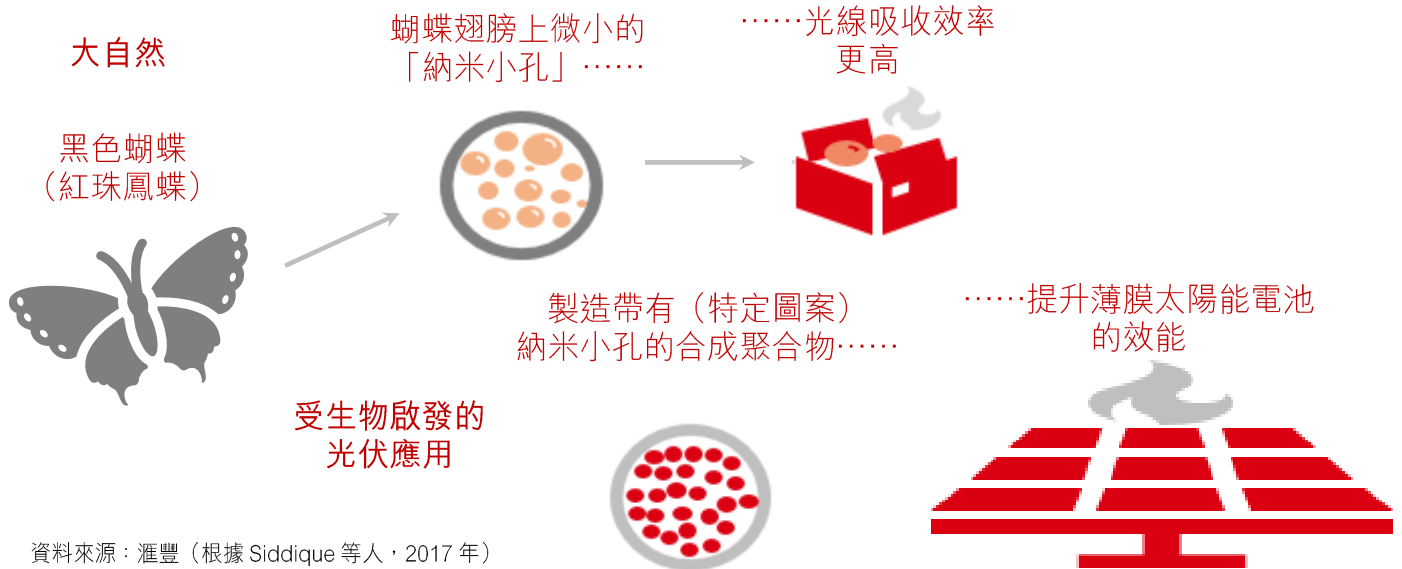 大自然
蝴蝶翅膀上微小的
「納米小孔」⋯⋯
⋯⋯光線吸收效率
更高
黑色蝴蝶
（紅珠鳳蝶）
製造帶有（特定圖案）
納米小孔的合成聚合物⋯⋯
⋯⋯提升薄膜太陽能電池
的效能
受生物啟發的
光伏應用
資料來源：滙豐（根據 Siddique 等人，2017 年）